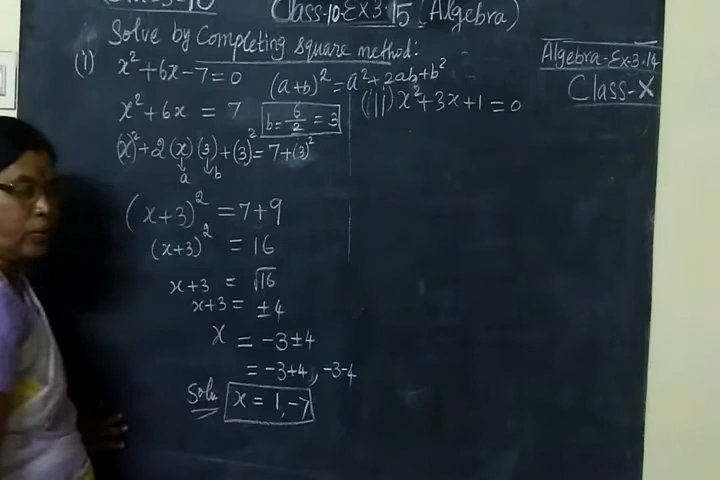 Class-10-Ex3.15 (Algebra)
Solve by Completing square method:
(i) x² + 6x - 7 = 0
(a+b)² = a² + 2ab + b²
x² + 6x = 7
b = 6/2 = 3
(x)² + 2(x)(3) + (3)² = 7 + (3)²
a b
(x+3)² = 7+9
(x+3)² = 16
x+3 = √16
x+3 = ±4
x = -3±4
= -3+4, -3-4
Soln x = 1, -7
(ii) x² + 3x + 1 = 0
Algebra-Ex-3.14
Class-X